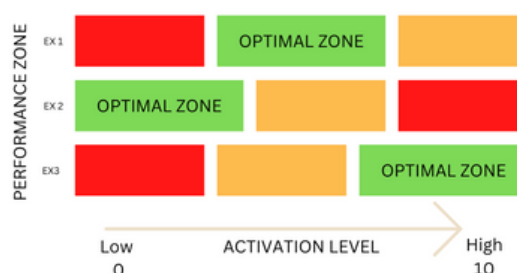 PERFORMANCE ZONE
EX 1
OPTIMAL ZONE
EX 2
OPTIMAL ZONE
EX3
OPTIMAL ZONE
Low
ACTIVATION LEVEL
High
0
10